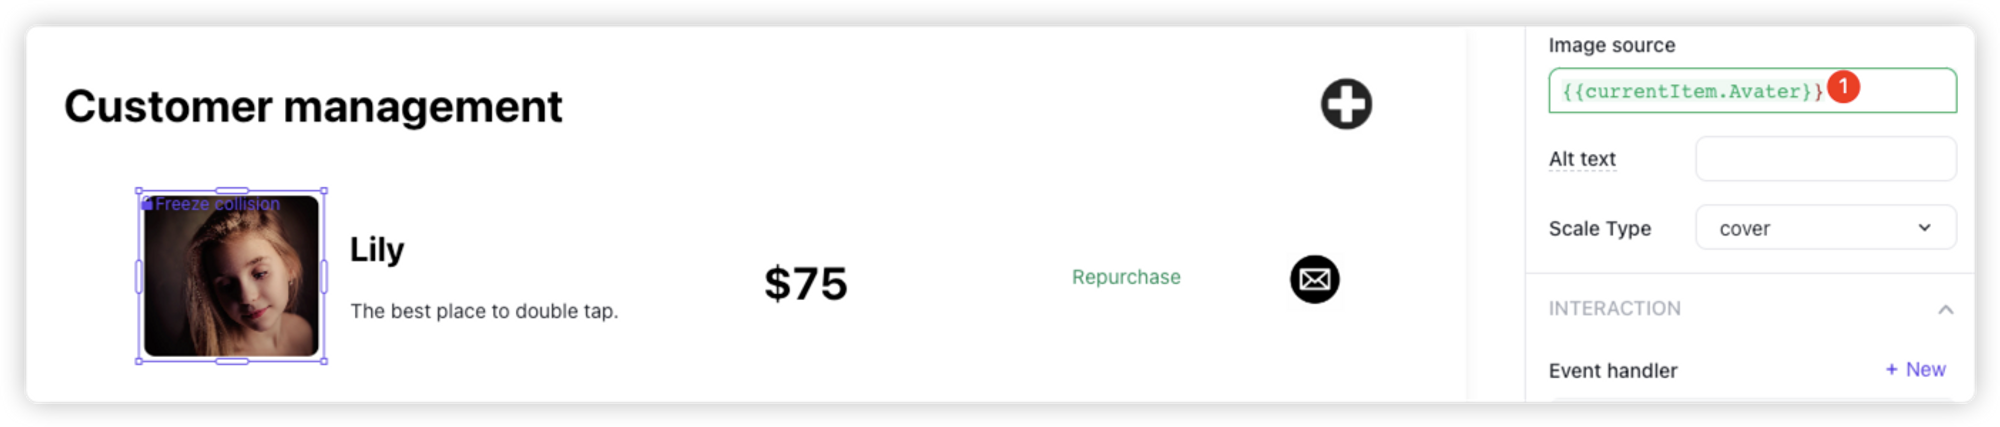 Customer management
Freeze collision
Lily
The best place to double tap.
$75
Repurchase
Image source
{{currentItem.Avater}}
1
Alt text
Scale Type
cover
INTERACTION
Event handler
+ New